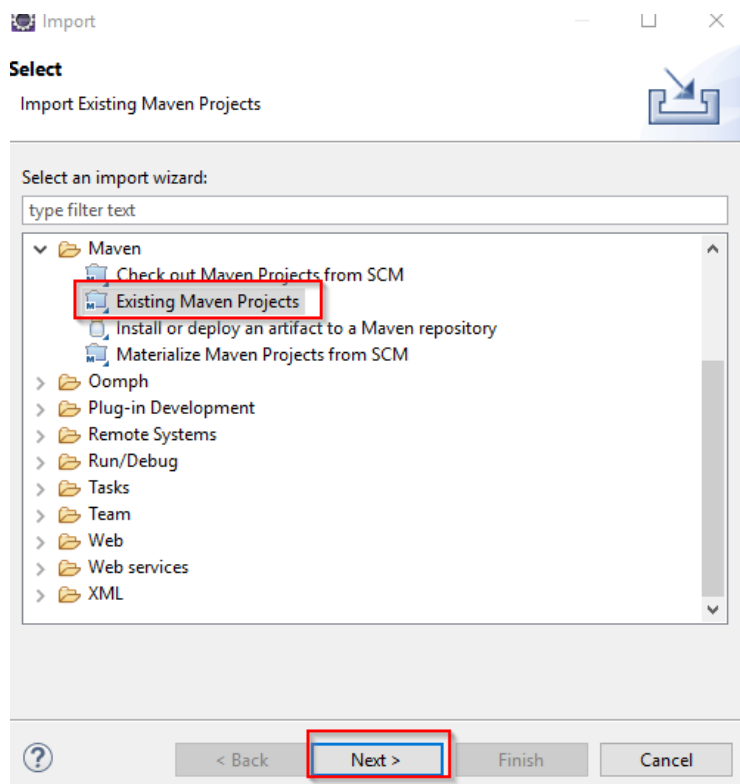 Import
Select
Import Existing Maven Projects
Select an import wizard:
type filter text
Maven
Check out Maven Projects from SCM
Existing Maven Projects
Install or deploy an artifact to a Maven repository
Materialize Maven Projects from SCM
Oomph
Plug-in Development
Remote Systems
Run/Debug
Tasks
Team
Web
Web services
XML
? < Back Next > Finish Cancel